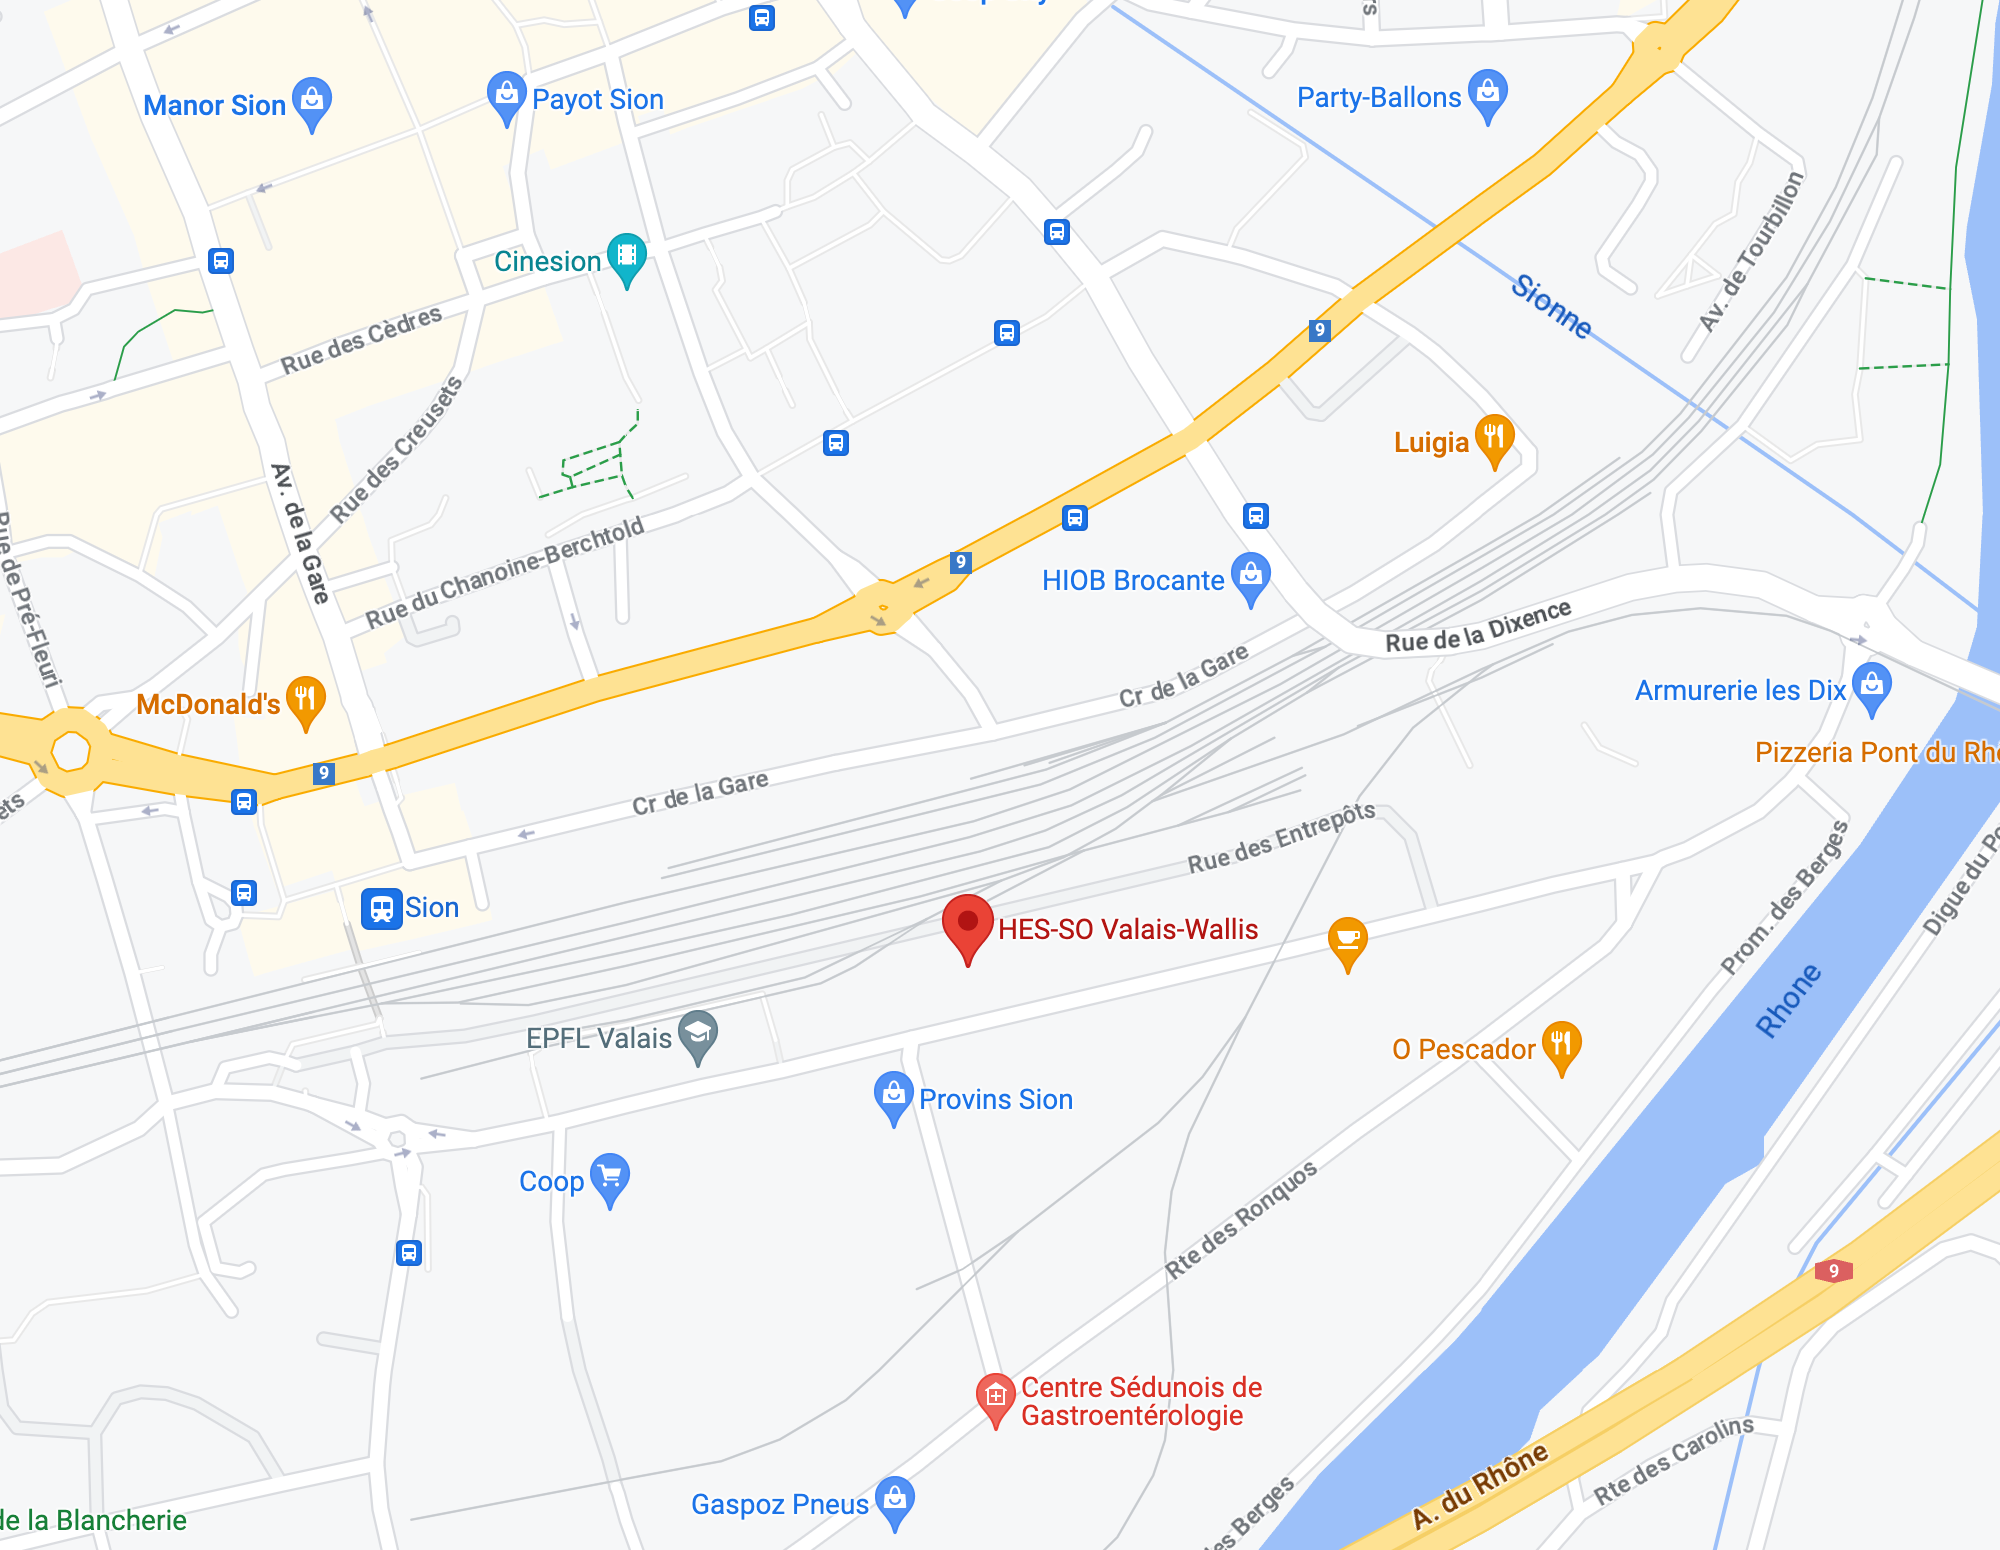 Manor Sion
Payot Sion
Party-Ballons
Cinesion
Av. de Tourbillon
Sionne
9
Rue des Cèdres
Rue des Creusets
Luigia
Av. de la Gare
Rue de Pré-Fleuri
Rue du Chanoine-Berchtold
9
HIOB Brocante
Rue de la Dixence
Cr de la Gare
McDonald's
Armurerie les Dix
Pizzeria Pont du Rho
9
Cr de la Gare
ets
Rue des Entrepôts
Prom. des Berges
Digue du Po
Sion
HES-SO Valais-Wallis
Rhone
EPFL Valais
O Pescador
Provins Sion
Coop
Rte des Ronquos
9
Centre Sédunois de
Gastroentérologie
Rte des Carolins
A. du Rhône
Gaspoz Pneus
des Berges
de la Blancherie